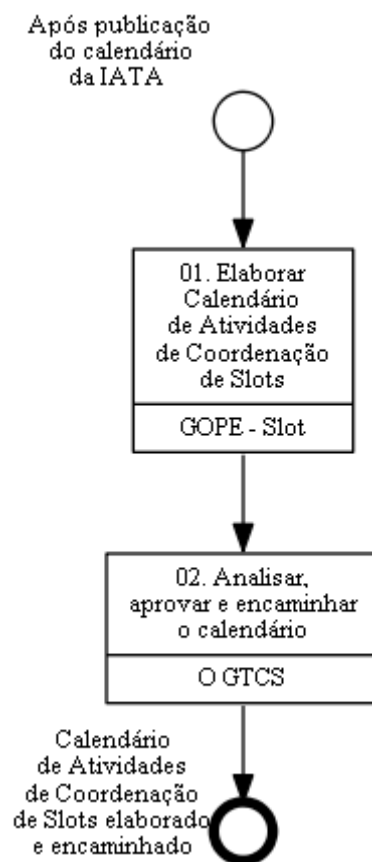 Após publicação
do calendário
da IATA
01. Elaborar
Calendário
de Atividades
de Coordenação
de Slots
GOPE - Slot
02. Analisar,
aprovar e encaminhar
o calendário
O GTCS
Calendário
de Atividades
de Coordenação
de Slots elaborado
e encaminhado